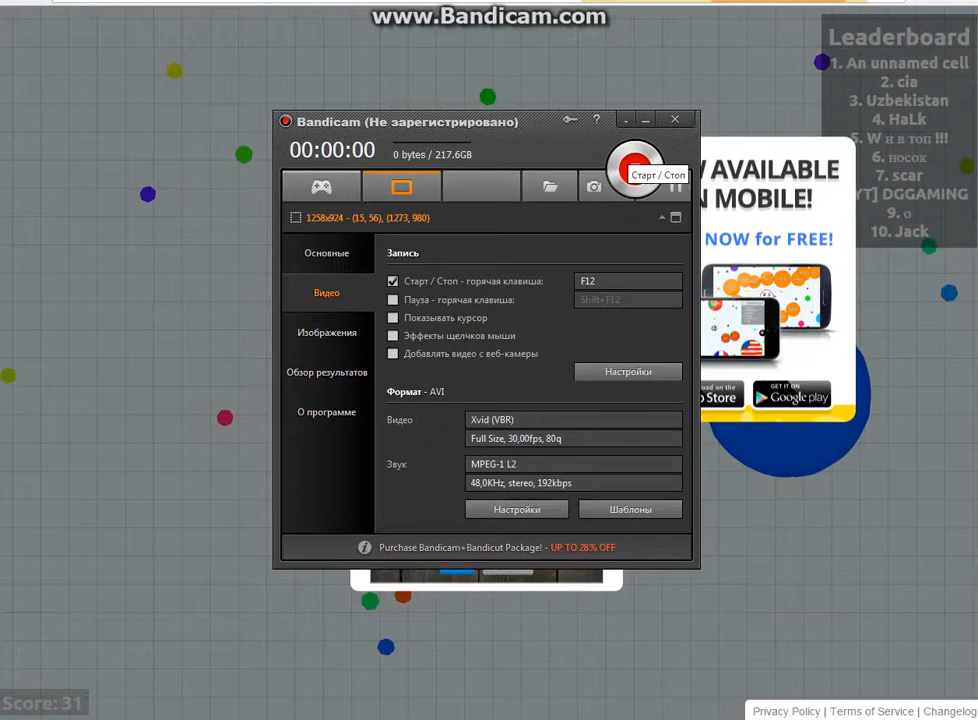 www.Bandicam.com
Leaderboard
1. An unnamed cell
2. cia
3. Uzbekistan
4. HaLk
5. W и в топ !!!
6. носок
7. scar
YT] DGGAMING
9. o
10. Jack
Bandicam (Не зарегистрировано)
?
00:00:00
0 bytes / 217.6GB
Старт / Стоп
1258x924 - (15, 56), (1273, 980)
Основные
Видео
Изображения
Обзор результатов
О программе
Запись
Старт / Стоп - горячая клавиша:
F12
Пауза - горячая клавиша:
Shift+F12
Показывать курсор
Эффекты щелчков мыши
Добавлять видео с веб-камеры
Настройки
Формат - AVI
Видео
Xvid (VBR)
Full Size, 30,00fps, 80q
Звук
MPEG-1 L2
48,0KHz, stereo, 192kbps
Настройки
Шаблоны
Purchase Bandicam+Bandicut Package! - UP TO 28% OFF
AVAILABLE
MOBILE!
NOW for FREE!
Store
GET IT ON
Google play
Score: 31
Privacy Policy | Terms of Service | Changelog